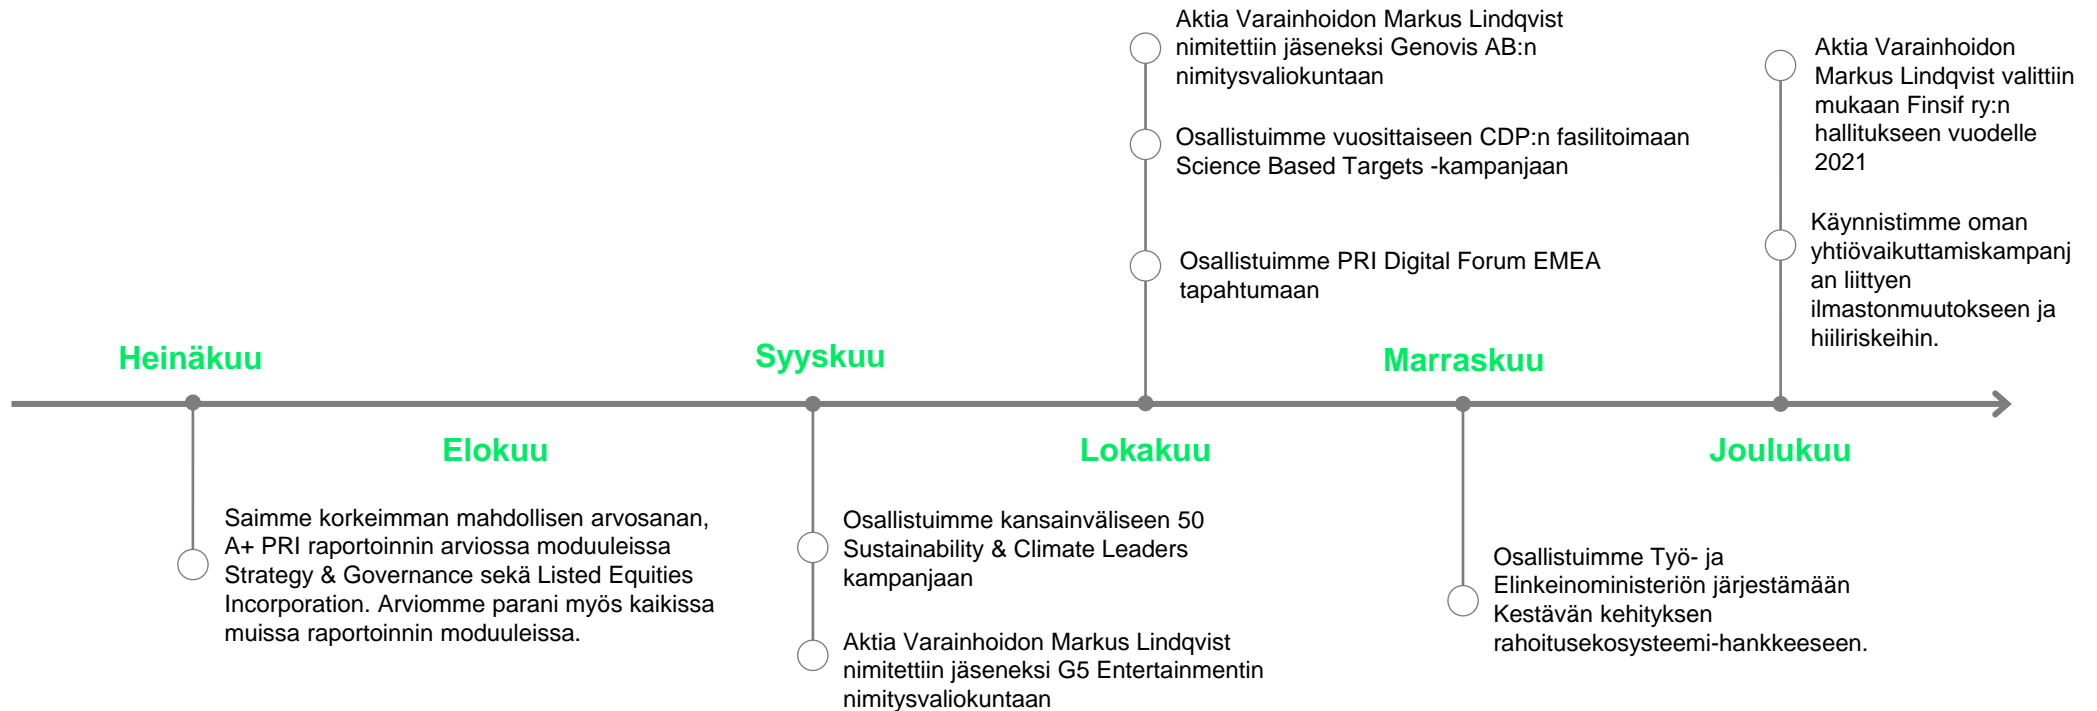 Aktia Varainhoidon Markus Lindqvist
nimitettiin jäseneksi Genovis AB:n
nimitysvaliokuntaan
Osallistuimme vuosittaiseen CDP:n fasilitoimaan
Science Based Targets -kampanjaan
Osallistuimme PRI Digital Forum EMEA
tapahtumaan
Aktia Varainhoidon
Markus Lindqvist valittiin
mukaan Finsif ry:n
hallitukseen vuodelle
2021
Käynnistimme oman
yhtiövaikuttamiskampanj
an liittyen
ilmastonmuutokseen ja
hiiliriskeihin.
Heinäkuu
Syyskuu
Marraskuu
Elokuu
Lokakuu
Joulukuu
Saimme korkeimman mahdollisen arvosanan,
A+ PRI raportoinnin arviossa moduuleissa
Strategy & Governance sekä Listed Equities
Incorporation. Arviomme parani myös kaikissa
muissa raportoinnin moduuleissa.
Osallistuimme kansainväliseen 50
Sustainability & Climate Leaders
kampanjaan
Aktia Varainhoidon Markus Lindqvist
nimitettiin jäseneksi G5 Entertainmentin
nimitysvaliokuntaan
Osallistuimme Työ- ja
Elinkeinoministeriön järjestämään
Kestävän kehityksen
rahoitusekosysteemi-hankkeeseen.